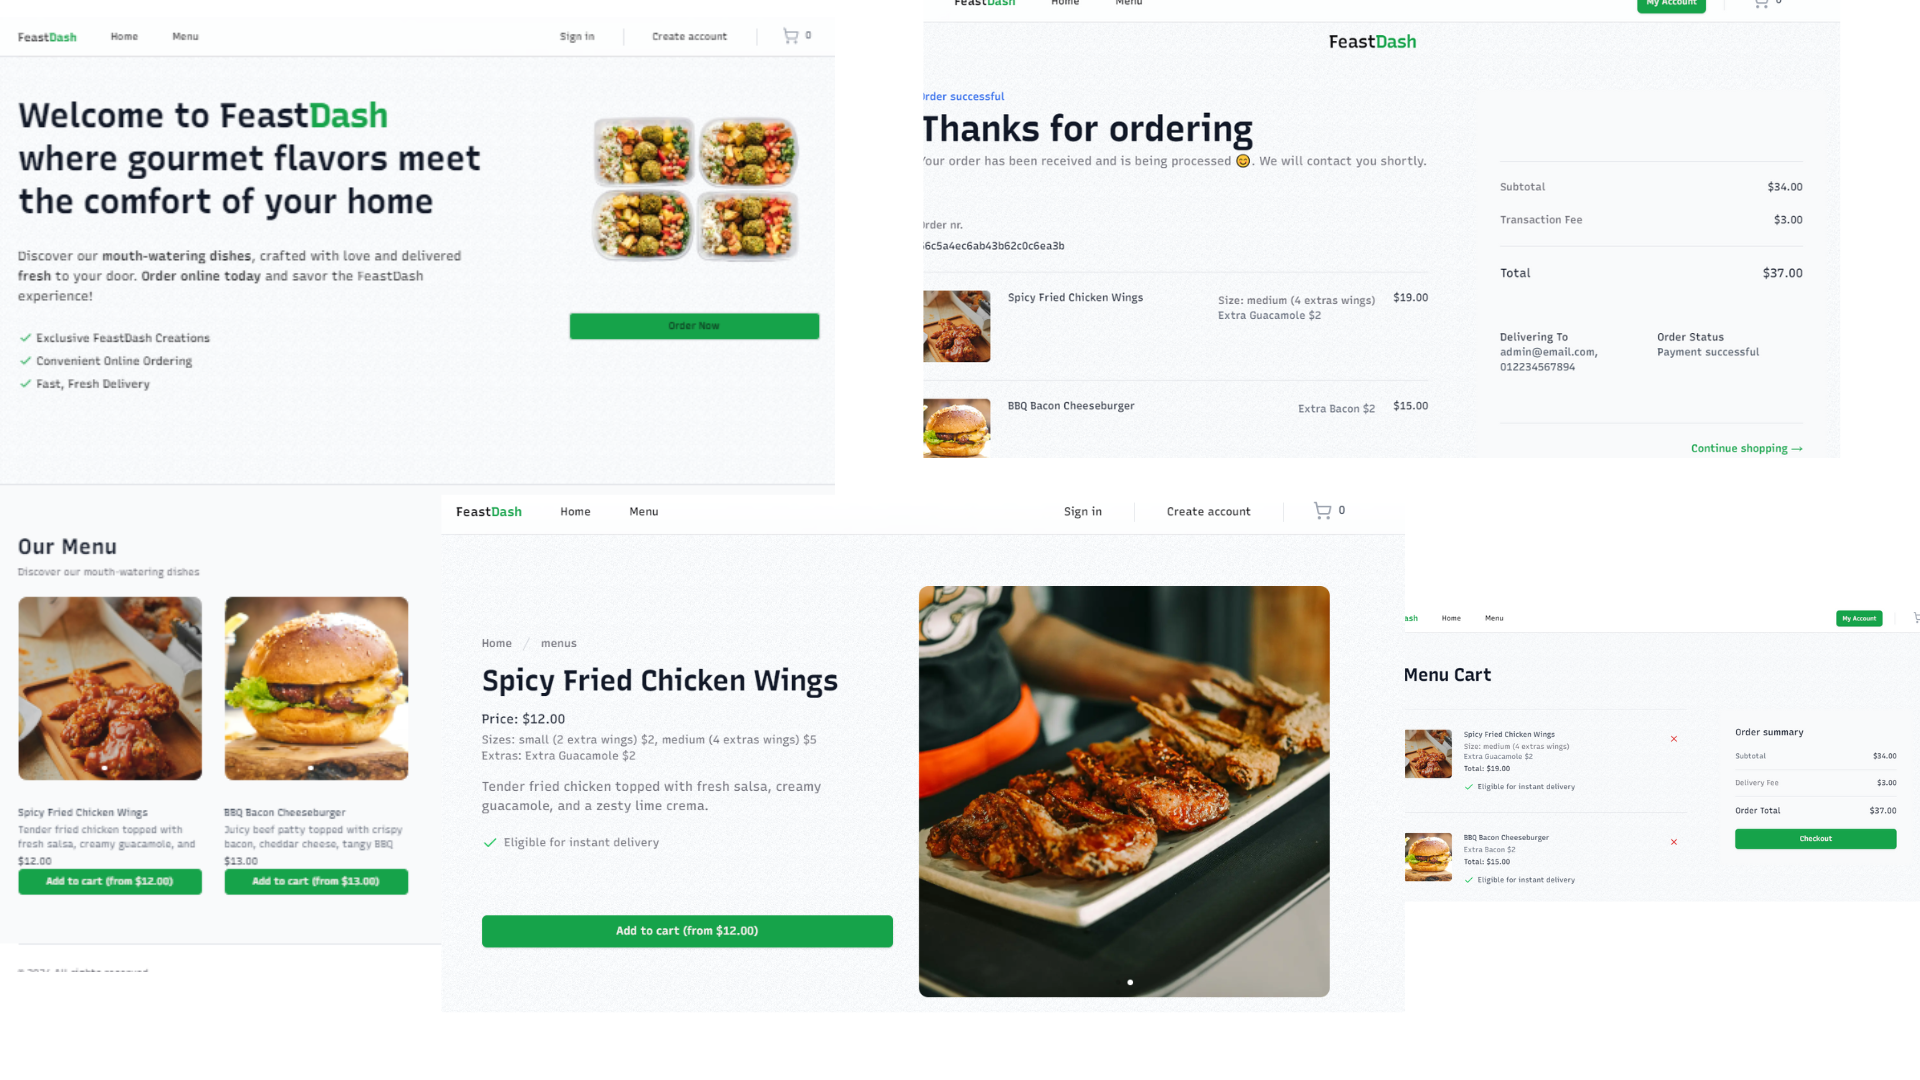 FeastDash Home Menu Sign in Create account 0
Welcome to FeastDash
where gourmet flavors meet
the comfort of your home
Discover our mouth-watering dishes, crafted with love and delivered
fresh to your door. Order online today and savor the FeastDash
experience!
Exclusive FeastDash Creations
Convenient Online Ordering
Fast, Fresh Delivery
Order Now
Our Menu
Discover our mouth-watering dishes
Spicy Fried Chicken Wings
Tender fried chicken topped with
fresh salsa, creamy guacamole, and
$12.00
Add to cart (from $12.00)
BBQ Bacon Cheeseburger
Juicy beef patty topped with crispy
bacon, cheddar cheese, tangy BBQ
$13.00
Add to cart (from $13.00)
© 2024 All rights reserved
FeastDash Home Menu My Account 0
FeastDash
Order successful
Thanks for ordering
Your order has been received and is being processed 😊. We will contact you shortly.
Order nr.
66c5a4ec6ab43b62c0c6ea3b
Spicy Fried Chicken Wings
Size: medium (4 extras wings)
Extra Guacamole $2
$19.00
BBQ Bacon Cheeseburger
Extra Bacon $2
$15.00
Subtotal $34.00
Transaction Fee $3.00
Total $37.00
Delivering To
admin@email.com,
012234567894
Order Status
Payment successful
Continue shopping →
FeastDash Home Menu Sign in Create account 0
Home / menus
Spicy Fried Chicken Wings
Price: $12.00
Sizes: small (2 extra wings) $2, medium (4 extras wings) $5
Extras: Extra Guacamole $2
Tender fried chicken topped with fresh salsa, creamy
guacamole, and a zesty lime crema.
Eligible for instant delivery
Add to cart (from $12.00)
ash Home Menu My Account
Menu Cart
Spicy Fried Chicken Wings
Size: medium (4 extras wings)
Extra Guacamole $2
Total: $19.00
Eligible for instant delivery
BBQ Bacon Cheeseburger
Extra Bacon $2
Total: $15.00
Eligible for instant delivery
Order summary
Subtotal $34.00
Delivery Fee $3.00
Order Total $37.00
Checkout